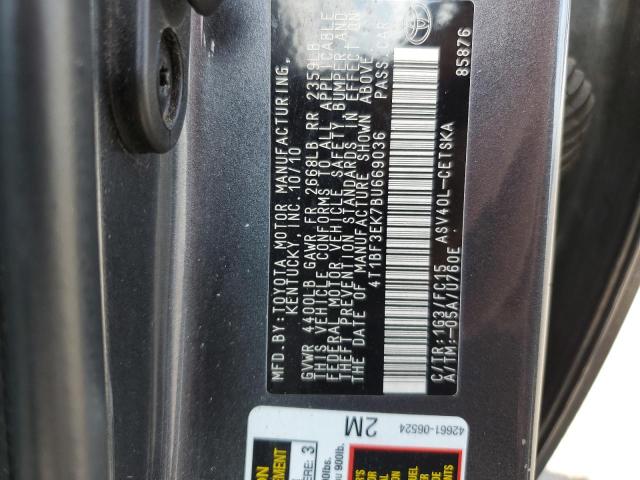 MFD.BY:TOYOTA MOTOR MANUFACTURING,
KENTUCKY, INC. 10/10
GVWR 4400LB GAWR FR 2668LB RR 2359LB
THIS VEHICLE CONFORMS TO ALL APPLICABLE
FEDERAL MOTOR VEHICLE SAFETY, BUMPER AND
THEFT PREVENTION STANDARDS IN EFFECT ON
THE DATE OF MANUFACTURE SHOWN ABOVE.
4T1BF3EK7BU669036 PASS. CAR
C/TR:1G3/FC15 ASV40L-CETSKA
A/TM:-05A/U760E
85876
42661-06524
2M
ERE: 3